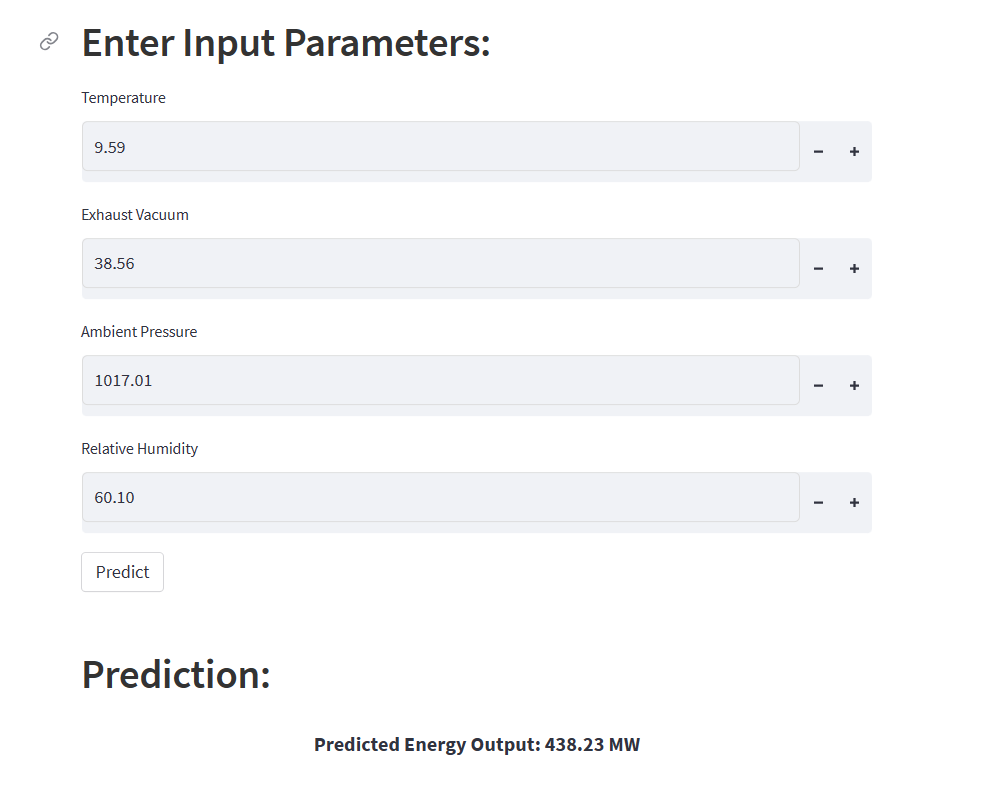 Enter Input Parameters:
Temperature
9.59
Exhaust Vacuum
38.56
Ambient Pressure
1017.01
Relative Humidity
60.10
Predict
Prediction:
Predicted Energy Output: 438.23 MW